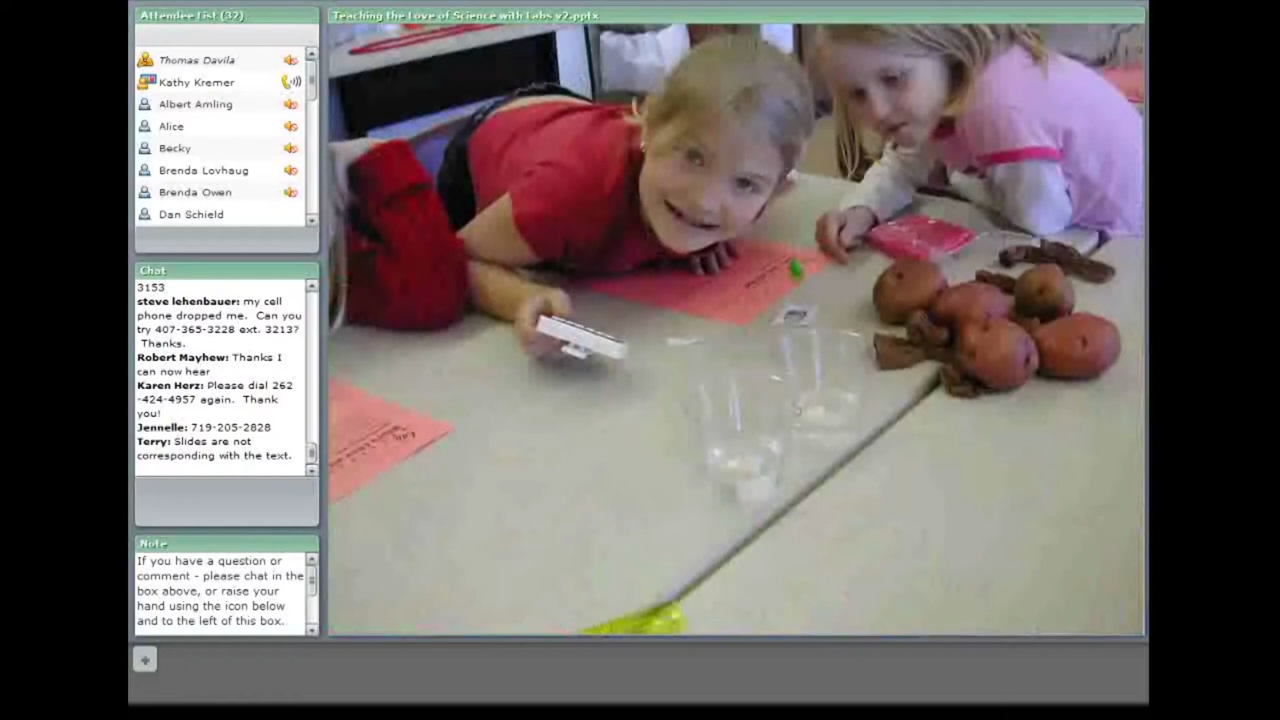 Attendee List (32)
Thomas Davila
Kathy Kremer
Albert Amling
Alice
Becky
Brenda Lovhaug
Brenda Owen
Dan Schield
Chat
3153
steve lehenbauer: my cell
phone dropped me. Can you
try 407-365-3228 ext. 3213?
Thanks.
Robert Mayhew: Thanks I
can now hear
Karen Herz: Please dial 262
-424-4957 again. Thank
you!
Jennelle: 719-205-2828
Terry: Slides are not
corresponding with the text.
Note
If you have a question or
comment - please chat in the
box above, or raise your
hand using the icon below
and to the left of this box.
Teaching the Love of Science with Labs v2.pptx